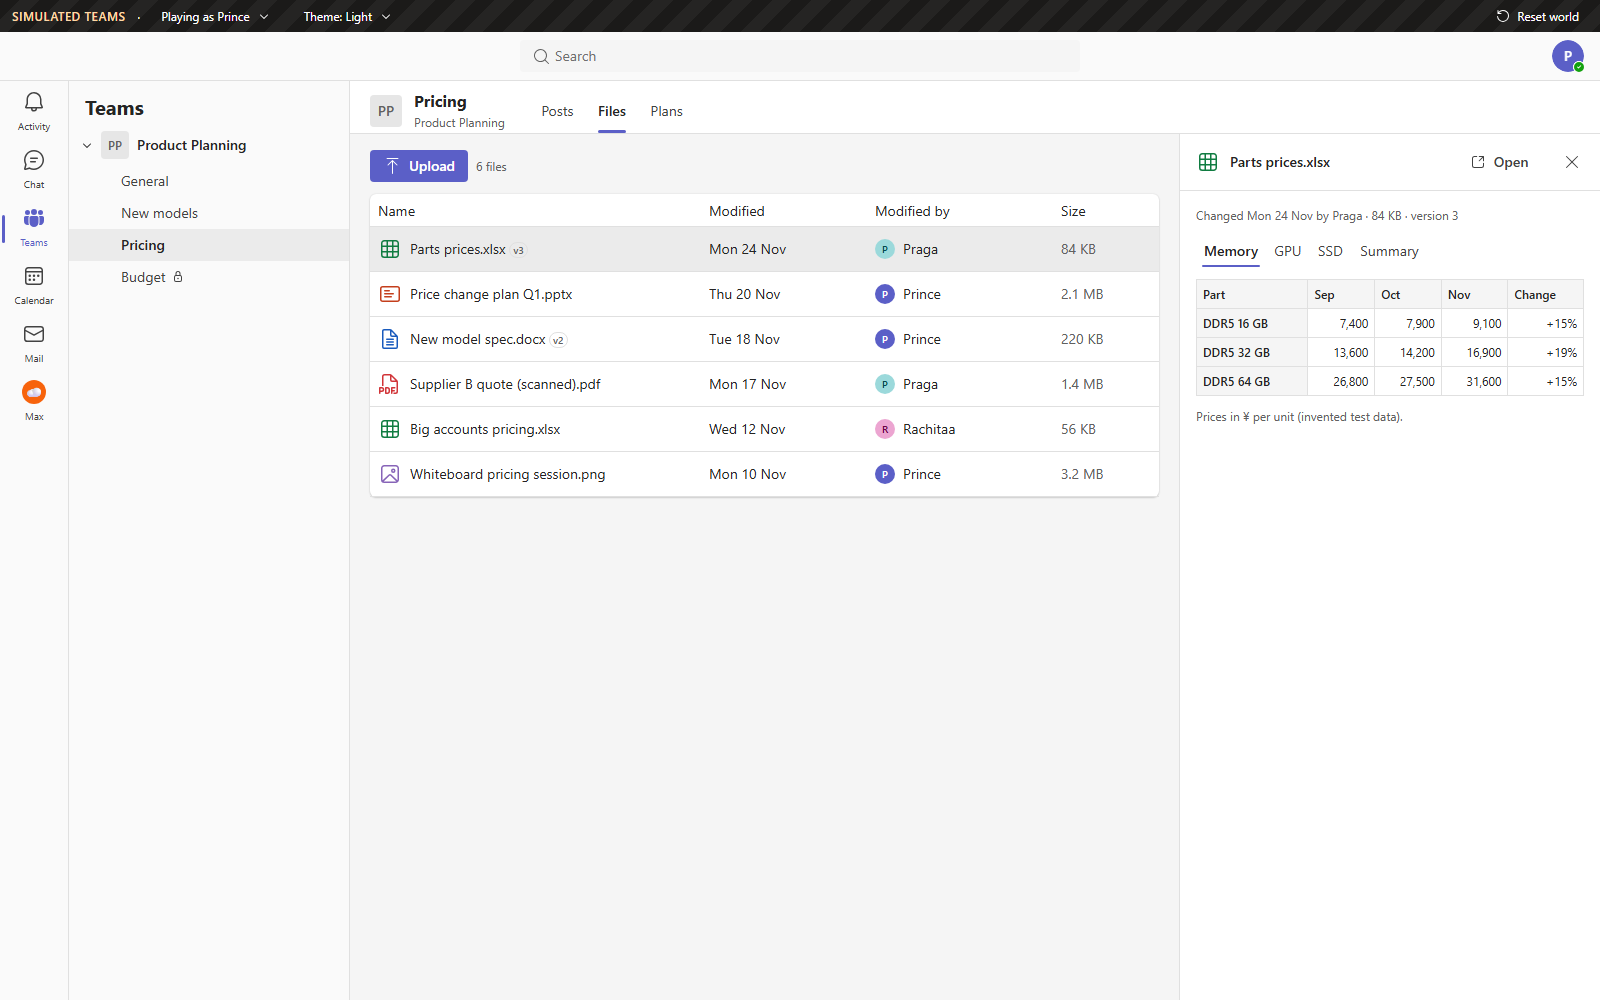 SIMULATED TEAMS · Playing as Prince Theme: Light Reset world
Search
P
Activity
Chat
Teams
Calendar
Mail
Max
Teams
PP Product Planning
General
New models
Pricing
Budget
PP Pricing
Product Planning
Posts Files Plans
Upload 6 files
Name Modified Modified by Size
Parts prices.xlsx v3 Mon 24 Nov P Praga 84 KB
Price change plan Q1.pptx Thu 20 Nov P Prince 2.1 MB
New model spec.docx v2 Tue 18 Nov P Prince 220 KB
PDF Supplier B quote (scanned).pdf Mon 17 Nov P Praga 1.4 MB
Big accounts pricing.xlsx Wed 12 Nov R Rachitaa 56 KB
Whiteboard pricing session.png Mon 10 Nov P Prince 3.2 MB
Parts prices.xlsx Open
Changed Mon 24 Nov by Praga · 84 KB · version 3
Memory GPU SSD Summary
Part Sep Oct Nov Change
DDR5 16 GB 7,400 7,900 9,100 +15%
DDR5 32 GB 13,600 14,200 16,900 +19%
DDR5 64 GB 26,800 27,500 31,600 +15%
Prices in ¥ per unit (invented test data).